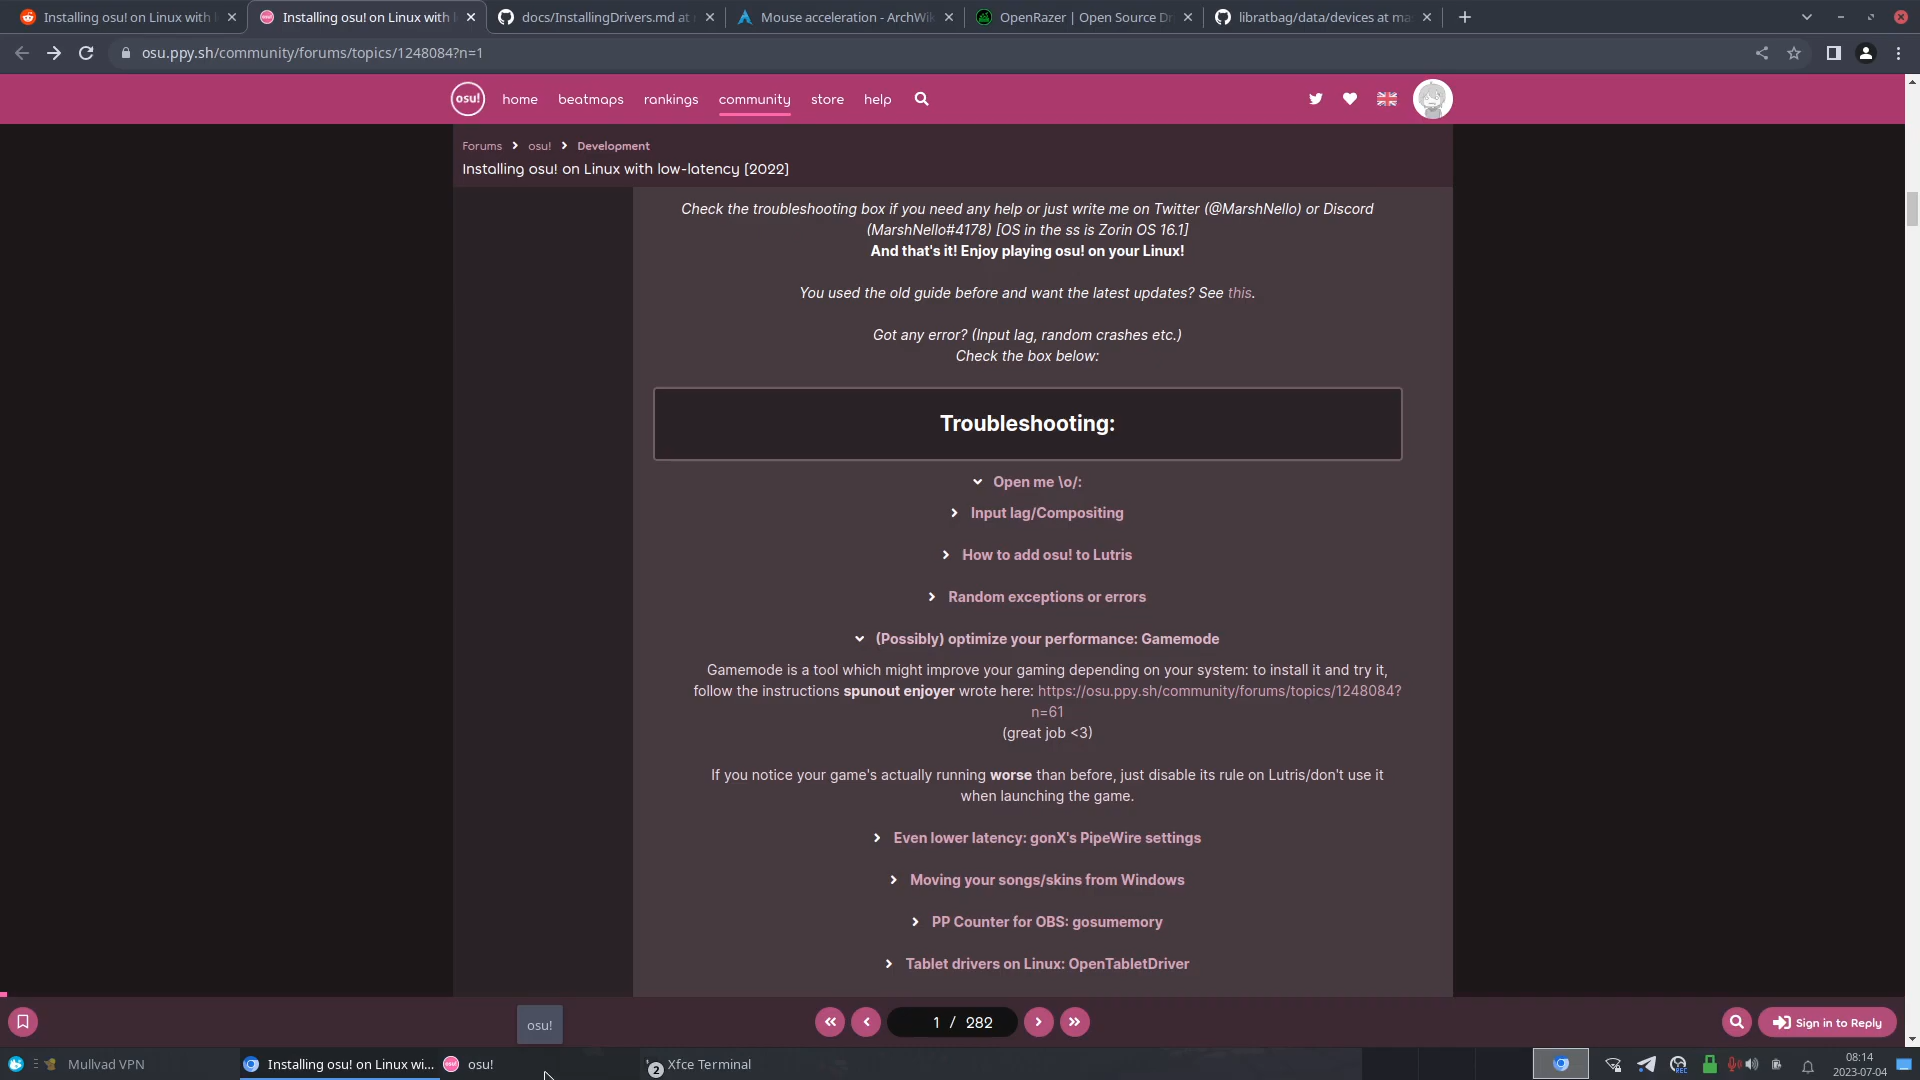 Installing osu! on Linux with l
Installing osu! on Linux with l
docs/InstallingDrivers.md at
Mouse acceleration - ArchWik
OpenRazer | Open Source Dr
libratbag/data/devices at ma
osu.ppy.sh/community/forums/topics/1248084?n=1
osu!
home
beatmaps
rankings
community
store
help
Forums > osu! > Development
Installing osu! on Linux with low-latency [2022]
Check the troubleshooting box if you need any help or just write me on Twitter (@MarshNello) or Discord
(MarshNello#4178) [OS in the ss is Zorin OS 16.1]
And that's it! Enjoy playing osu! on your Linux!
You used the old guide before and want the latest updates? See this.
Got any error? (Input lag, random crashes etc.)
Check the box below:
Troubleshooting:
Open me \o/:
Input lag/Compositing
How to add osu! to Lutris
Random exceptions or errors
(Possibly) optimize your performance: Gamemode
Gamemode is a tool which might improve your gaming depending on your system: to install it and try it,
follow the instructions spunout enjoyer wrote here: https://osu.ppy.sh/community/forums/topics/1248084?
n=61
(great job <3)
If you notice your game's actually running worse than before, just disable its rule on Lutris/don't use it
when launching the game.
Even lower latency: gonX's PipeWire settings
Moving your songs/skins from Windows
PP Counter for OBS: gosumemory
Tablet drivers on Linux: OpenTabletDriver
osu!
1 / 282
Sign in to Reply
Mullvad VPN
Installing osu! on Linux wi...
osu!
2
Xfce Terminal
REC
08:14
2023-07-04